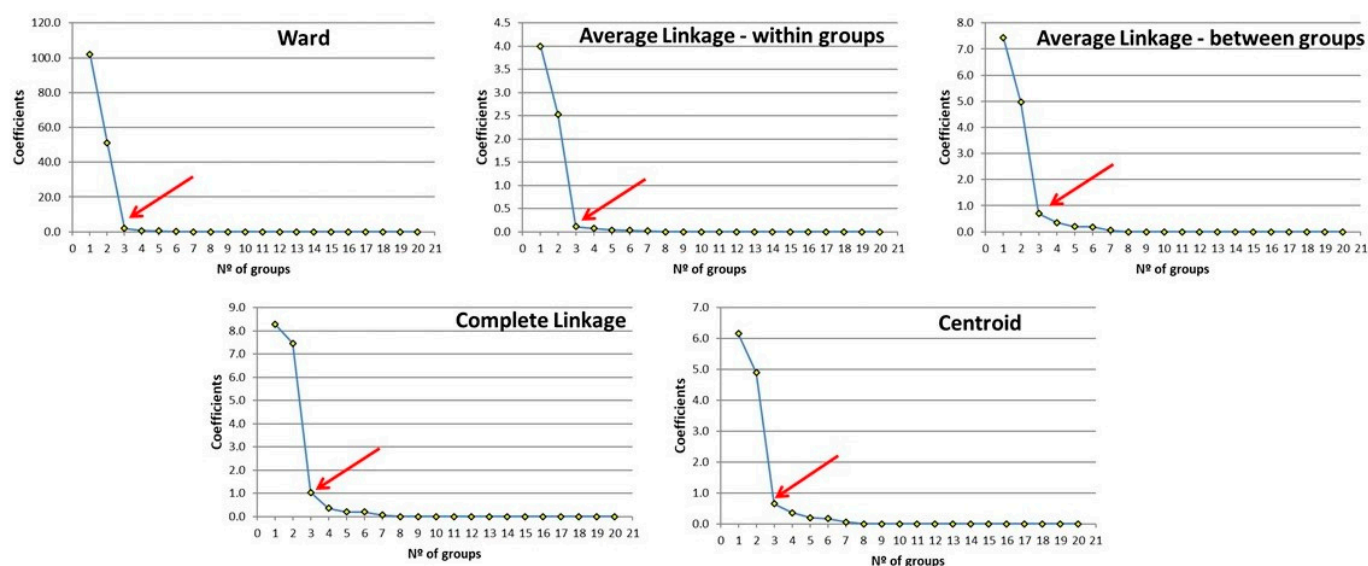 Ward
120.0
100.0
80.0
60.0
40.0
20.0
0.0
Coefficients
0 1 2 3 4 5 6 7 8 9 10 11 12 13 14 15 16 17 18 19 20 21
Nº of groups
Average Linkage - within groups
4.5
4.0
3.5
3.0
2.5
2.0
1.5
1.0
0.5
0.0
Coefficients
0 1 2 3 4 5 6 7 8 9 10 11 12 13 14 15 16 17 18 19 20 21
Nº of groups
Average Linkage - between groups
8.0
7.0
6.0
5.0
4.0
3.0
2.0
1.0
0.0
Coefficients
0 1 2 3 4 5 6 7 8 9 10 11 12 13 14 15 16 17 18 19 20 21
Nº of groups
Complete Linkage
9.0
8.0
7.0
6.0
5.0
4.0
3.0
2.0
1.0
0.0
Coefficients
0 1 2 3 4 5 6 7 8 9 10 11 12 13 14 15 16 17 18 19 20 21
Nº of groups
Centroid
7.0
6.0
5.0
4.0
3.0
2.0
1.0
0.0
Coefficients
0 1 2 3 4 5 6 7 8 9 10 11 12 13 14 15 16 17 18 19 20 21
Nº of groups